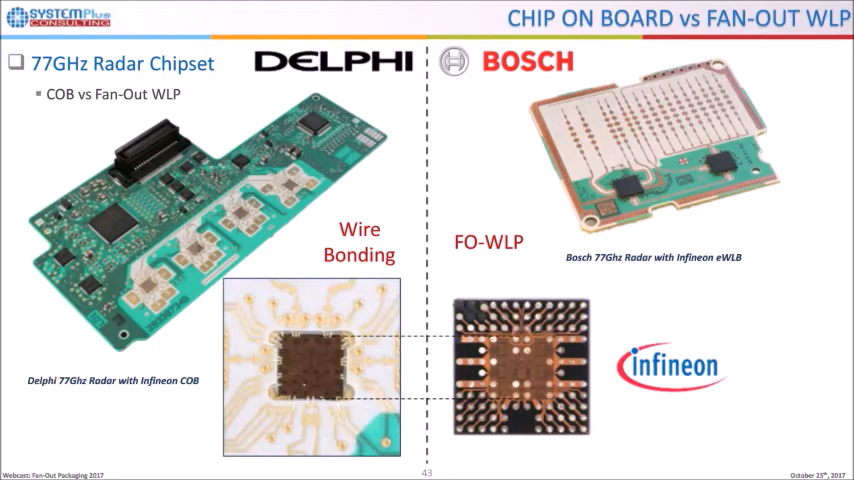 SYSTEMPlus
CONSULTING
CHIP ON BOARD vs FAN-OUT WLP
77GHz Radar Chipset
COB vs Fan-Out WLP
DELPHI
BOSCH
Wire
Bonding
FO-WLP
Bosch 77Ghz Radar with Infineon eWLB
Delphi 77Ghz Radar with Infineon COB
infineon
Webcast: Fan-Out Packaging 2017
43
October 25th, 2017